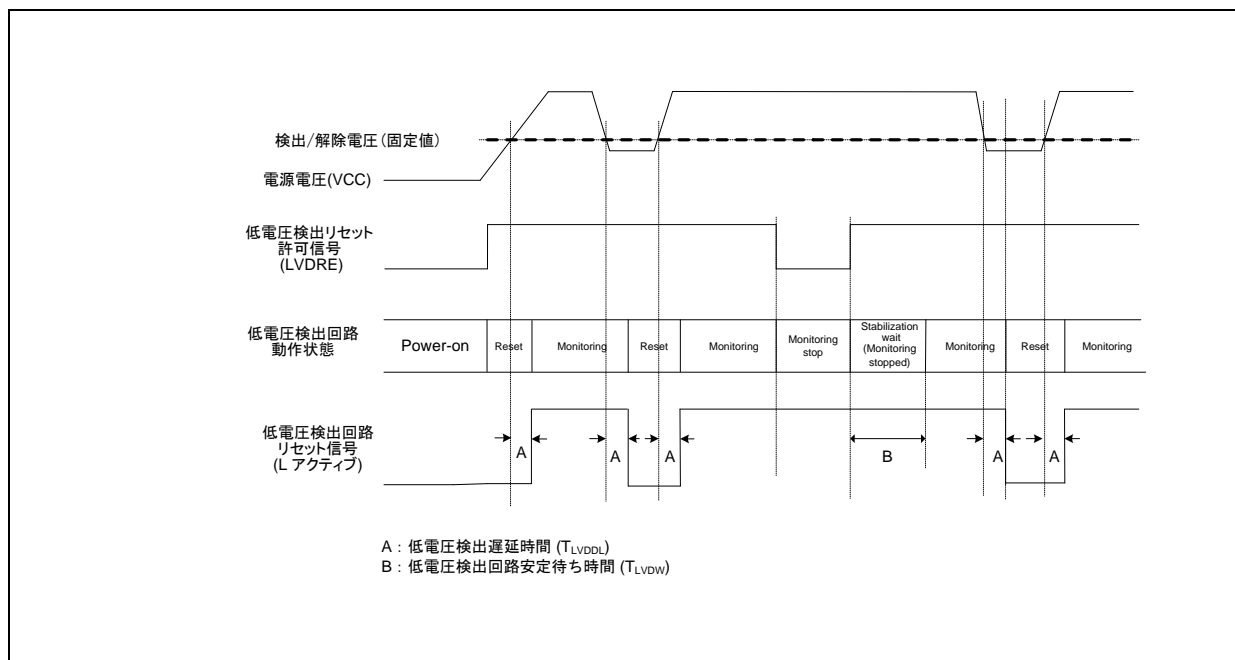 検出/解除電圧(固定値)
電源電圧(VCC)
低電圧検出リセット
許可信号
(LVDRE)
低電圧検出回路
動作状態
Power-on
Reset
Monitoring
Reset
Monitoring
Monitoring
stop
Stabilization
wait
(Monitoring
stopped)
Monitoring
Reset
Monitoring
低電圧検出回路
リセット信号
(L アクティブ)
A
A
A
B
A
A
A : 低電圧検出遅延時間 (TLVDDL)
B : 低電圧検出回路安定待ち時間 (TLVDW)